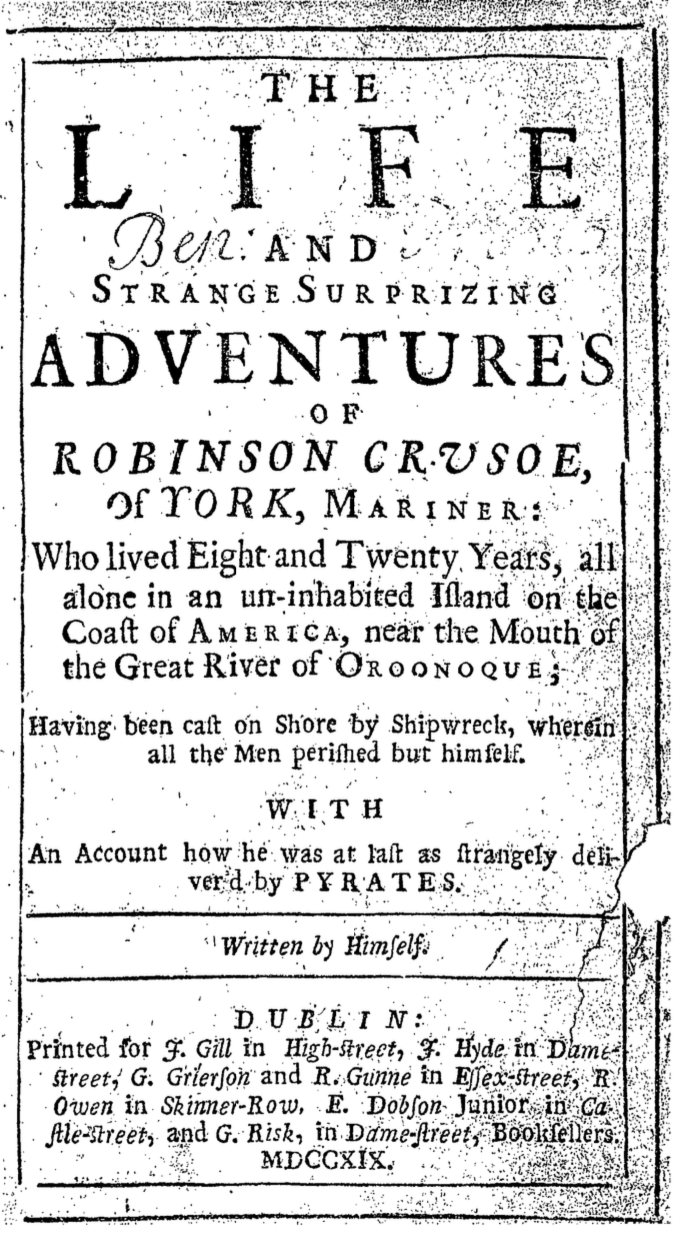 THE
LIFE
Ben: AND
STRANGE SURPRIZING
ADVENTURES
OF
ROBINSON CRUSOE,
Of YORK, MARINER:
Who lived Eight and Twenty Years, all
alone in an un-inhabited Iſland on the
Coaſt of AMERICA, near the Mouth of
the Great River of OROONOQUE;
Having been caſt on Shore by Shipwreck, wherein
all the Men periſhed but himſelf.
WITH
An Account how he was at laſt as ſtrangely deli-
ver'd by PYRATES.
Written by Himſelf.
DUBLIN:
Printed for J. Gill in High-ſtreet, J. Hyde in Dame-
ſtreet, G. Grierſon and R. Gunne in Eſſex-ſtreet, R.
Owen in Skinner-Row, E. Dobſon Junior, in Ca
ſtle-ſtreet, and G. Risk, in Dame-ſtreet, Bookſellers.
MDCCXIX.